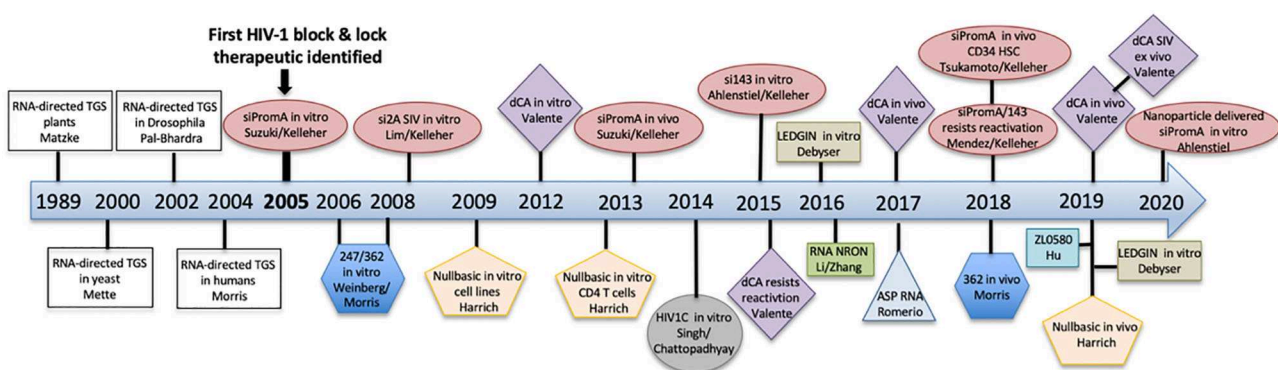 First HIV-1 block & lock
therapeutic identified
RNA-directed TGS
plants
Matzke
RNA-directed TGS
in Drosophila
Pal-Bhardra
siPromA in vitro
Suzuki/Kelleher
si2A SIV in vitro
Lim/Kelleher
dCA in vitro
Valente
siPromA in vivo
Suzuki/Kelleher
si143 in vitro
Ahlenstiel/Kelleher
LEDGIN in vitro
Debyser
dCA in vivo
Valente
siPromA in vivo
CD34 HSC
Tsukamoto/Kelleher
siPromA/143
resists reactivation
Mendez/Kelleher
dCA SIV
ex vivo
Valente
dCA in vivo
Valente
Nanoparticle delivered
siPromA in vitro
Ahlenstiel
1989 2000 2002 2004 2005 2006 2008 2009 2012 2013 2014 2015 2016 2017 2018 2019 2020
RNA-directed TGS
in yeast
Mette
RNA-directed TGS
in humans
Morris
247/362
in vitro
Weinberg/
Morris
Nullbasic in vitro
cell lines
Harrich
Nullbasic in vitro
CD4 T cells
Harrich
HIV1C in vitro
Singh/
Chattopadhyay
dCA resists
reactivtion
Valente
RNA NRON
Li/Zhang
ASP RNA
Romerio
362 in vivo
Morris
ZL0580
Hu
LEDGIN in vitro
Debyser
Nullbasic in vivo
Harrich